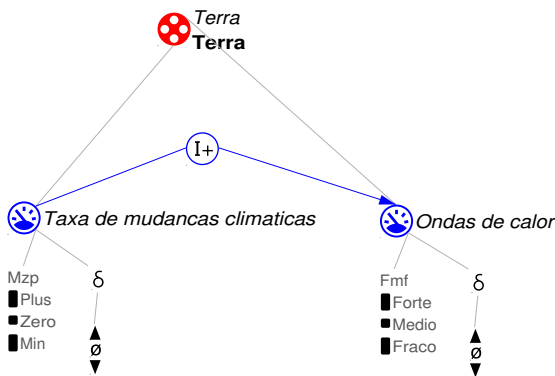 Terra
Terra
I+
Taxa de mudancas climaticas
Ondas de calor
Mzp
Plus
Zero
Min
δ
ø
Fmf
Forte
Medio
Fraco
δ
ø